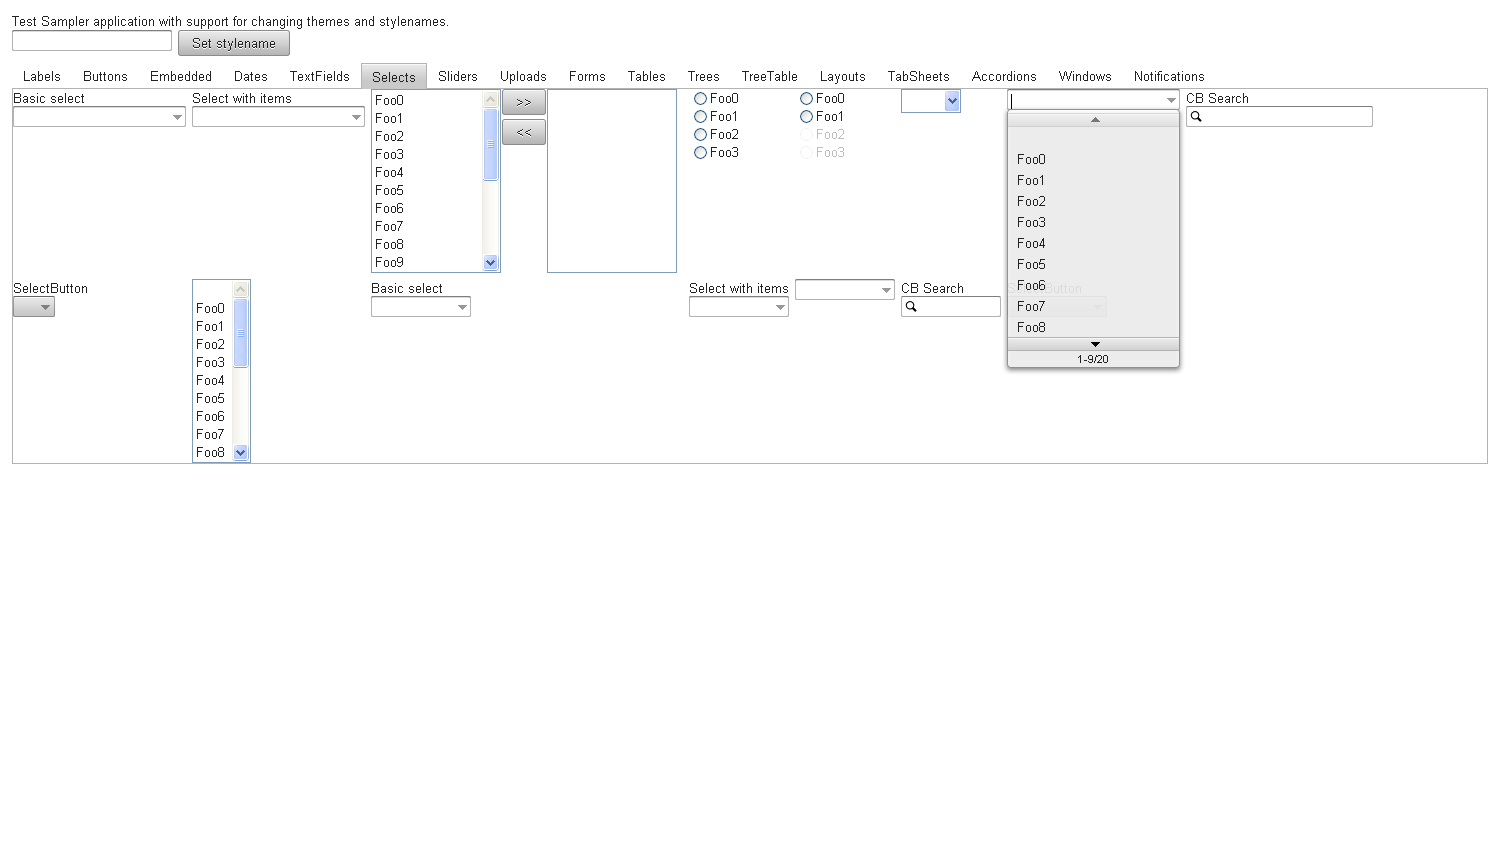 Test Sampler application with support for changing themes and stylenames.
Set stylename
Labels Buttons Embedded Dates TextFields Selects Sliders Uploads Forms Tables Trees TreeTable Layouts TabSheets Accordions Windows Notifications
Basic select
Select with items
Foo0
Foo1
Foo2
Foo3
Foo4
Foo5
Foo6
Foo7
Foo8
Foo9
>>
<<
Foo0
Foo1
Foo2
Foo3
Foo0
Foo1
Foo2
Foo3
CB Search
Foo0
Foo1
Foo2
Foo3
Foo4
Foo5
Foo6
Foo7
Foo8
1-9/20
SelectButton
Foo0
Foo1
Foo2
Foo3
Foo4
Foo5
Foo6
Foo7
Foo8
Basic select
Select with items
CB Search